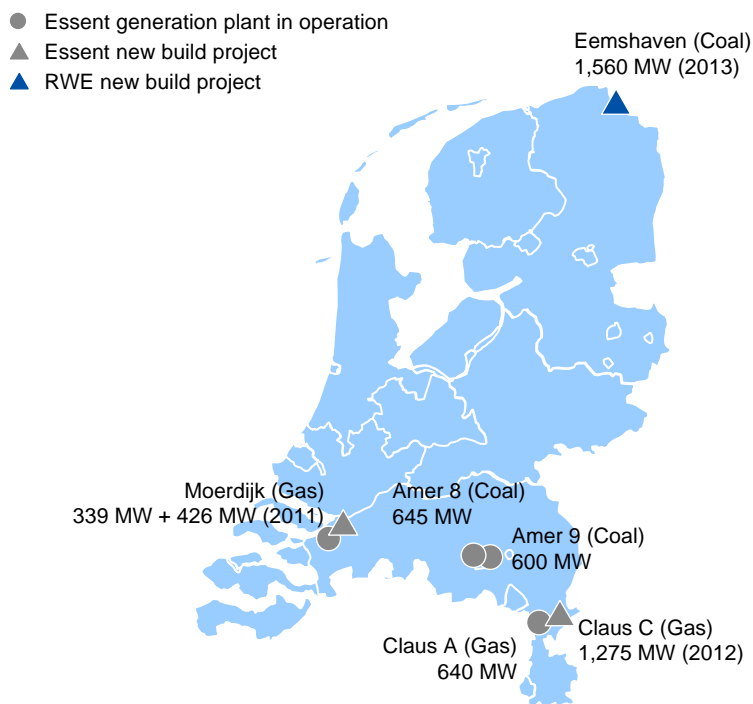 Essent generation plant in operation
Essent new build project
RWE new build project
Eemshaven (Coal)
1,560 MW (2013)
Moerdijk (Gas)
339 MW + 426 MW (2011)
Amer 8 (Coal)
645 MW
Amer 9 (Coal)
600 MW
Claus A (Gas)
640 MW
Claus C (Gas)
1,275 MW (2012)